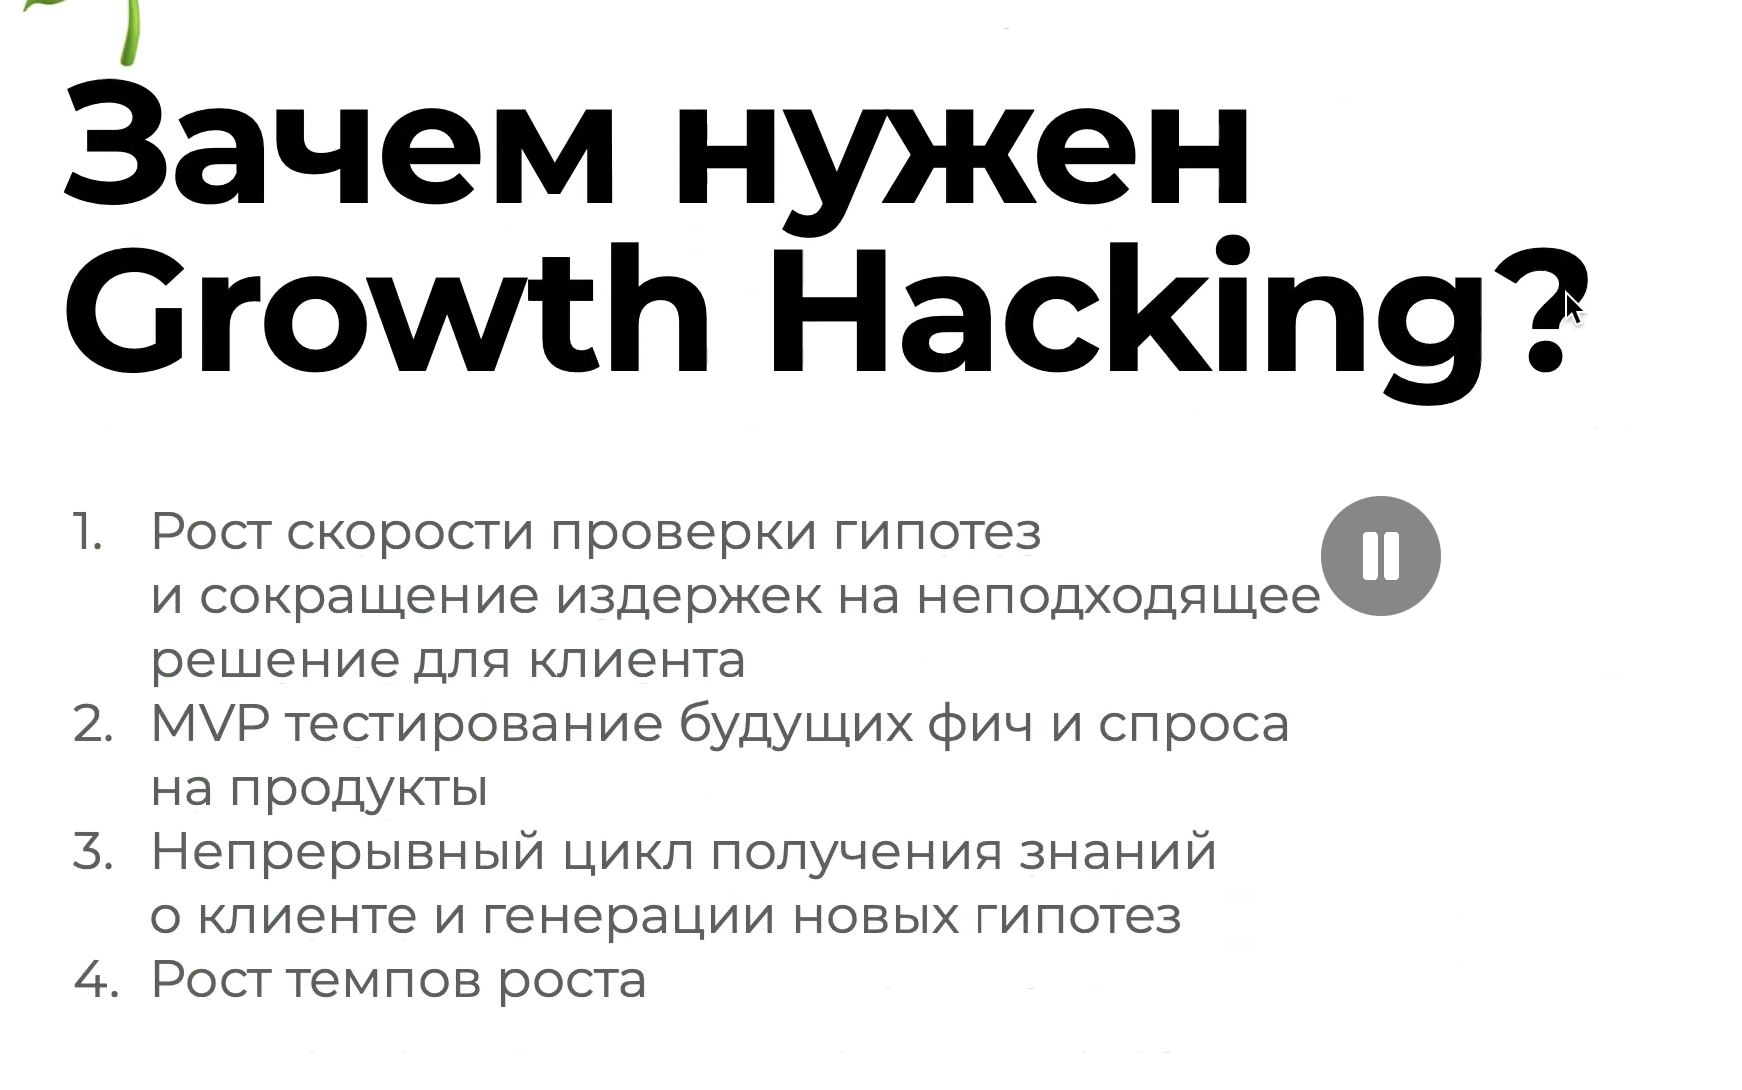 Зачем нужен
Growth Hacking?
1. Рост скорости проверки гипотез
и сокращение издержек на неподходящее
решение для клиента
2. MVP тестирование будущих фич и спроса
на продукты
3. Непрерывный цикл получения знаний
о клиенте и генерации новых гипотез
4. Рост темпов роста